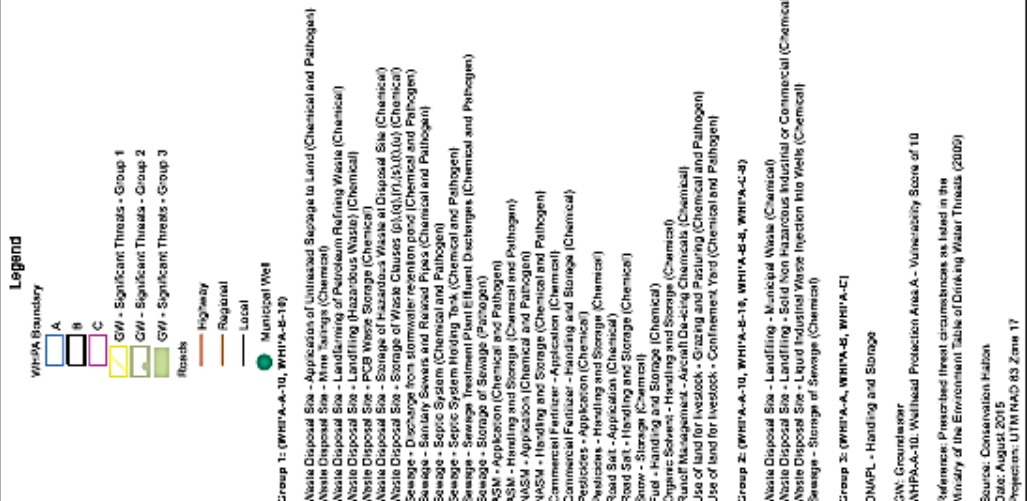 Legend
WHPA Boundary
A
B
C
GW - Significant Threats - Group 1
GW - Significant Threats - Group 2
GW - Significant Threats - Group 3
Roads
Highway
Regional
Local
Municipal Well
Group 1: (WHPA-A-10, WHPA-B-10)
Waste Disposal Site - Application of Untreated Septage to Land (Chemical and Pathogen)
Waste Disposal Site - Mine Tailings (Chemical)
Waste Disposal Site - Landfarming of Petroleum Refining Waste (Chemical)
Waste Disposal Site - Landfilling (Hazardous Waste) (Chemical)
Waste Disposal Site - PCB Waste Storage (Chemical)
Waste Disposal Site - Storage of Hazardous Waste at Disposal Site (Chemical)
Waste Disposal Site - Storage of Waste Clauses (p),(q),(r),(s),(t),(u) (Chemical)
Sewage - Discharge from stormwater retention pond (Chemical and Pathogen)
Sewage - Sanitary Sewers and Related Pipes (Chemical and Pathogen)
Sewage - Septic System (Chemical and Pathogen)
Sewage - Septic System Holding Tank (Chemical and Pathogen)
Sewage - Sewage Treatment Plant Effluent Discharges (Chemical and Pathogen)
Sewage - Storage of Sewage (Pathogen)
ASM - Application (Chemical and Pathogen)
ASM - Handling and Storage (Chemical and Pathogen)
NASM - Application (Chemical and Pathogen)
NASM - Handling and Storage (Chemical and Pathogen)
Commercial Fertilizer - Application (Chemical)
Commercial Fertilizer - Handling and Storage (Chemical)
Pesticides - Application (Chemical)
Pesticides - Handling and Storage (Chemical)
Road Salt - Application (Chemical)
Road Salt - Handling and Storage (Chemical)
Snow - Storage (Chemical)
Fuel - Handling and Storage (Chemical)
Organic Solvent - Handling and Storage (Chemical)
Runoff Management - Aircraft De-icing Chemicals (Chemical)
Use of land for livestock - Grazing and Pasturing (Chemical and Pathogen)
Use of land for livestock - Confinement Yard (Chemical and Pathogen)
Group 2: (WHPA-A-10, WHPA-B-10, WHPA-B-8, WHPA-C-8)
Waste Disposal Site - Landfilling - Municipal Waste (Chemical)
Waste Disposal Site - Landfilling - Solid Non Hazardous Industrial or Commercial (Chemical
Waste Disposal Site - Liquid Industrial Waste Injection Into Wells (Chemical)
Sewage - Storage of Sewage (Chemical)
Group 3: (WHPA-A, WHPA-B, WHPA-C)
DNAPL - Handling and Storage
GW: Groundwater
WHPA-A-10: Wellhead Protection Area A - Vulnerability Score of 10
Reference: Prescribed threat circumstances as listed in the
Ministry of the Environment Table of Drinking Water Threats (2009)
Source: Conservation Halton
Date: August 2015
Projection: UTM NAD 83 Zone 17